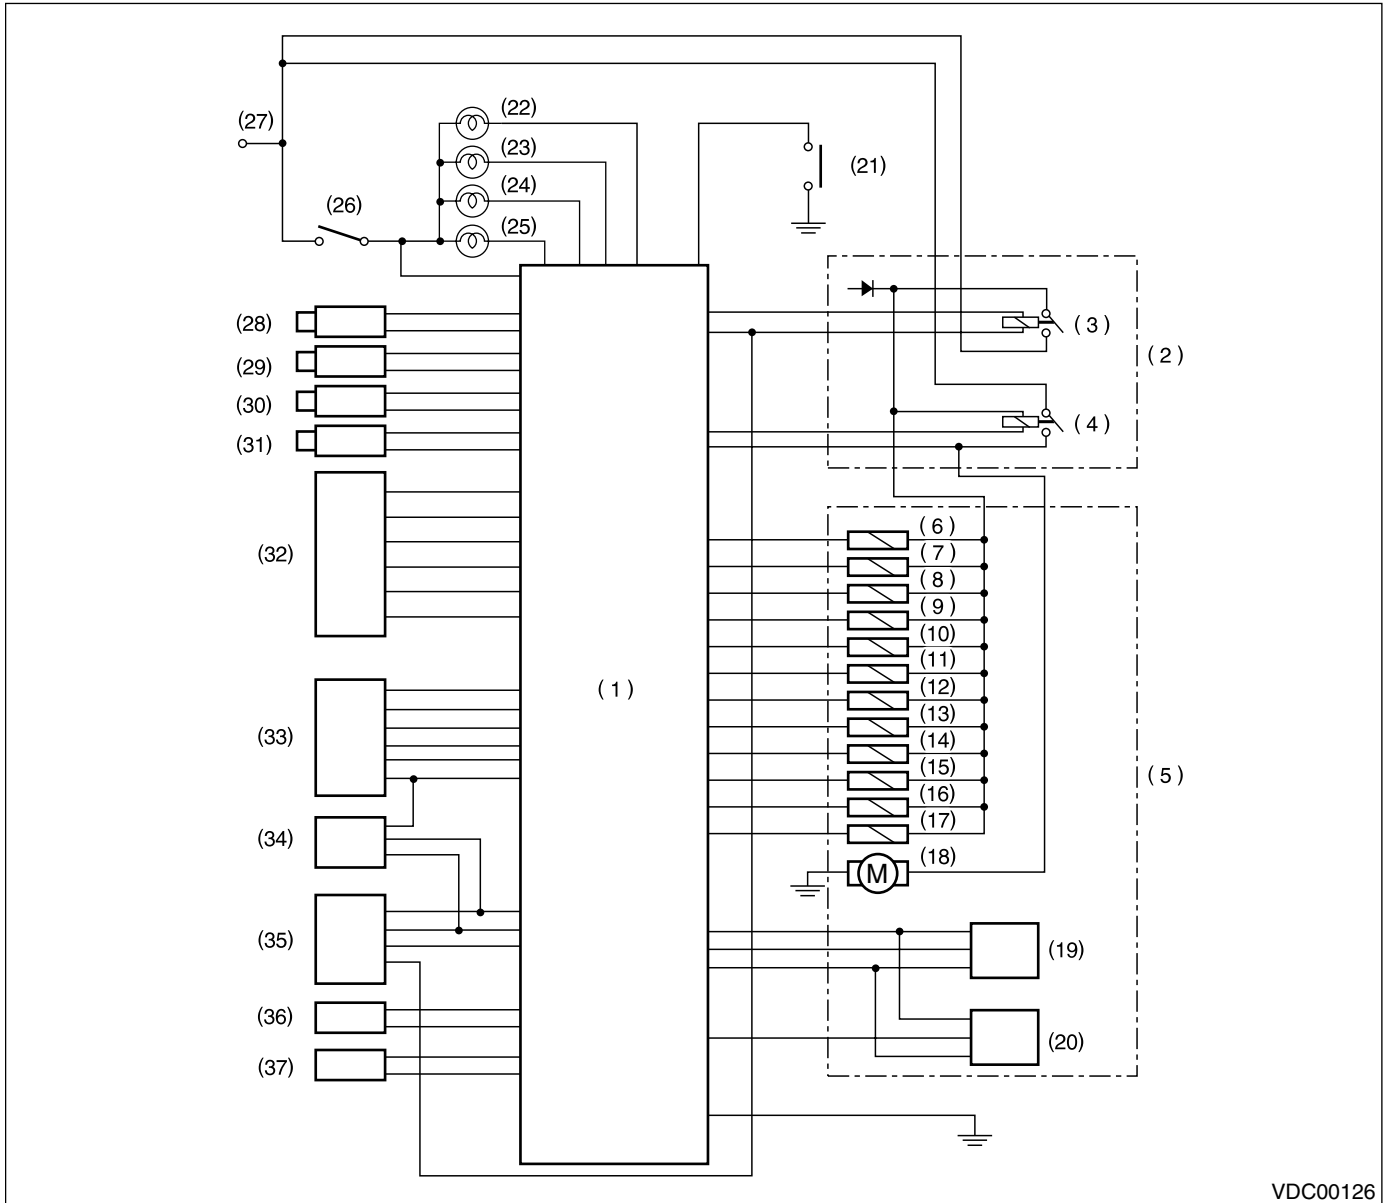 (22)
(27)
(23)
(21)
(24)
(26)
(25)
(28)
( 3 )
( 2 )
(29)
(30)
( 4 )
(31)
( 6 )
(32)
( 7 )
( 8 )
( 9 )
(10)
(11)
( 1 )
(12)
(13)
(33)
(14)
(15)
( 5 )
(16)
(17)
(34)
(18)
M
(35)
(19)
(36)
(20)
(37)
VDC00126